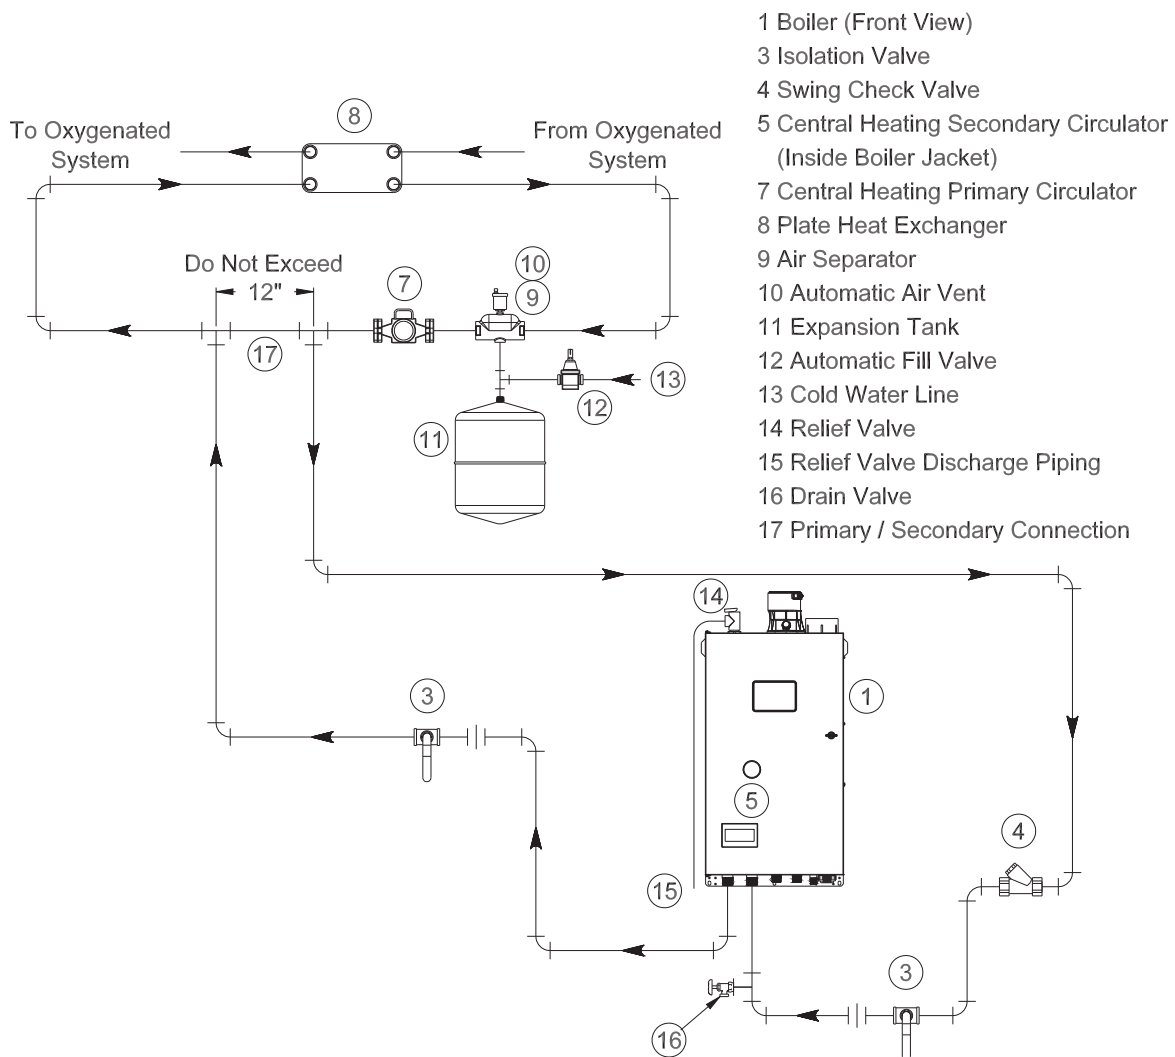 1 Boiler (Front View)
3 Isolation Valve
4 Swing Check Valve
5 Central Heating Secondary Circulator
(Inside Boiler Jacket)
7 Central Heating Primary Circulator
8 Plate Heat Exchanger
9 Air Separator
10 Automatic Air Vent
11 Expansion Tank
12 Automatic Fill Valve
13 Cold Water Line
14 Relief Valve
15 Relief Valve Discharge Piping
16 Drain Valve
17 Primary / Secondary Connection
8
To Oxygenated
System
From Oxygenated
System
Do Not Exceed
12"
7
10
9
17
13
12
11
14
3
1
5
4
15
3
16